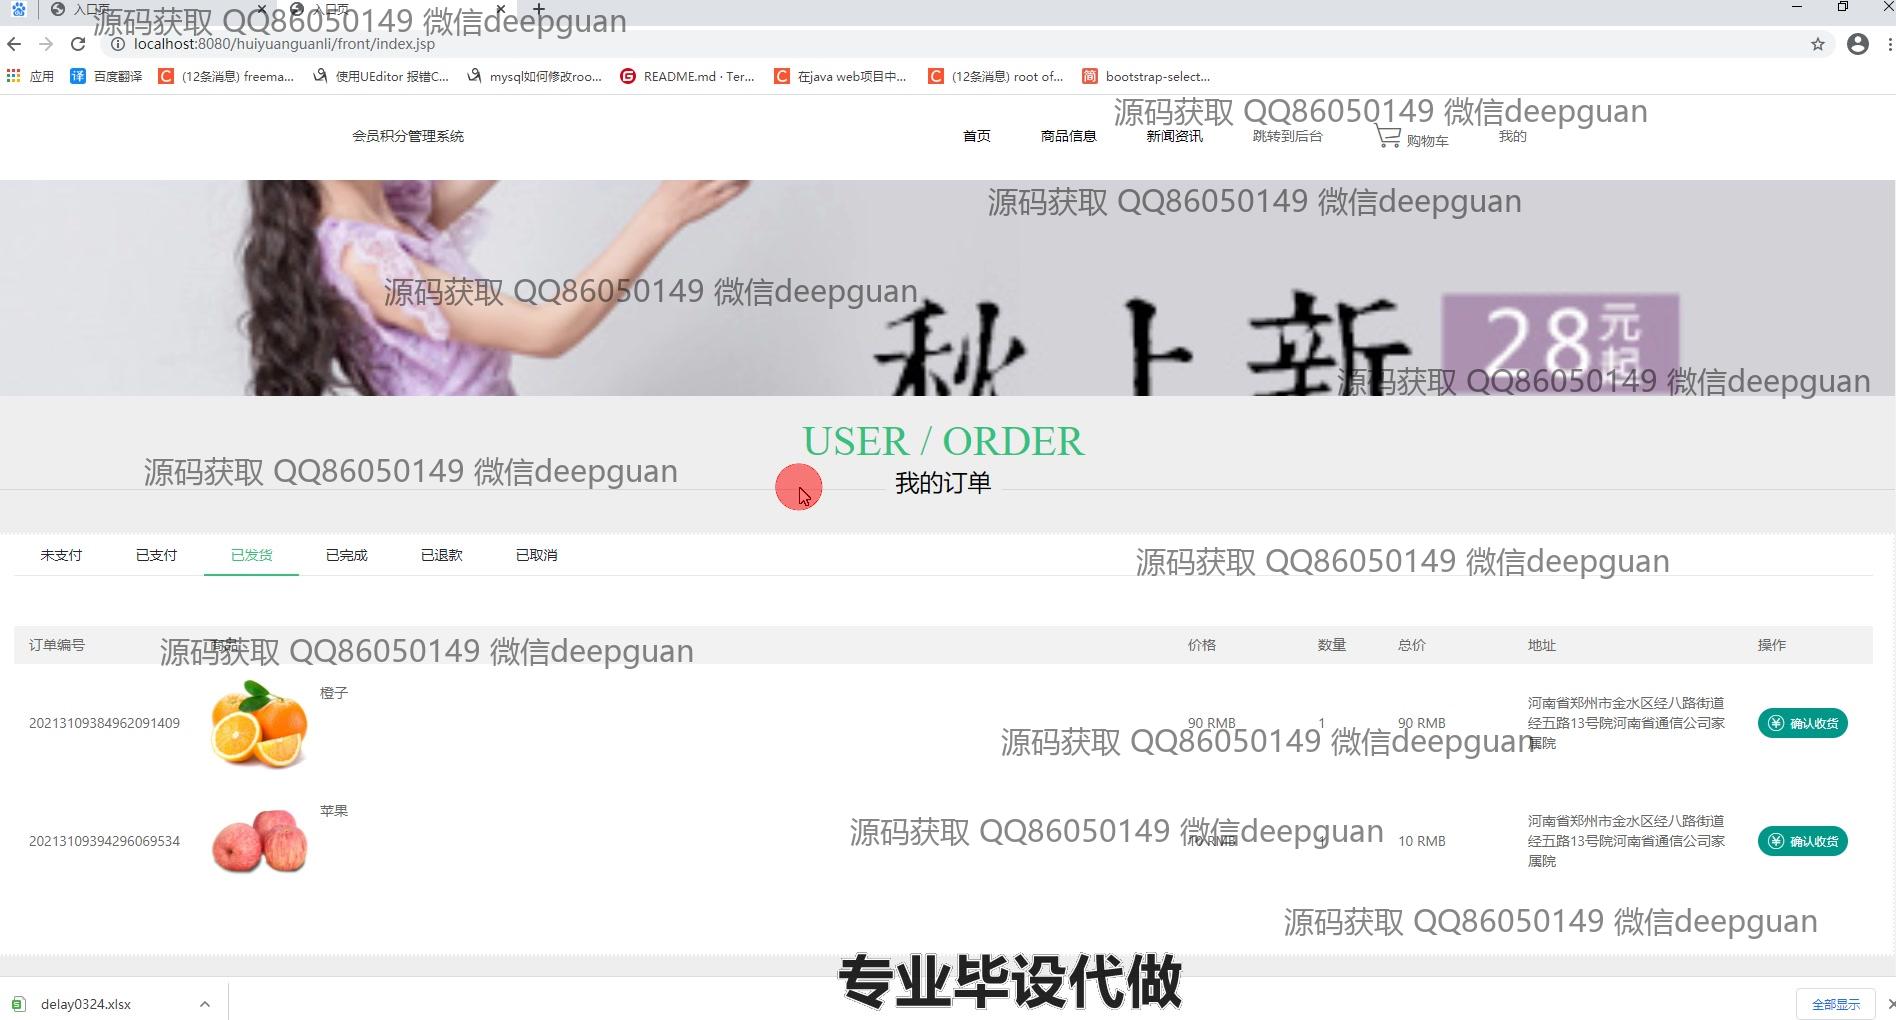 入口页
入口页
源码获取 QQ86050149 微信deepguan
localhost:8080/huiyuanguanli/front/index.jsp
应用
百度翻译
(12条消息) freema...
使用UEditor 报错C...
mysql如何修改roo...
README.md · Ter...
在java web项目中...
(12条消息) root of...
bootstrap-select...
源码获取 QQ86050149 微信deepguan
会员积分管理系统
首页
商品信息
新闻资讯
跳转到后台
购物车
我的
源码获取 QQ86050149 微信deepguan
源码获取 QQ86050149 微信deepguan
秋上新
28元起
源码获取 QQ86050149 微信deepguan
USER / ORDER
源码获取 QQ86050149 微信deepguan
我的订单
未支付
已支付
已发货
已完成
已退款
已取消
源码获取 QQ86050149 微信deepguan
订单编号
商品
价格
数量
总价
地址
操作
源码获取 QQ86050149 微信deepguan
20213109384962091409
橙子
90 RMB
1
90 RMB
河南省郑州市金水区经八路街道
经五路13号院河南省通信公司家
属院
确认收货
源码获取 QQ86050149 微信deepguan
20213109394296069534
苹果
10 RMB
1
10 RMB
河南省郑州市金水区经八路街道
经五路13号院河南省通信公司家
属院
确认收货
源码获取 QQ86050149 微信deepguan
源码获取 QQ86050149 微信deepguan
专业毕设代做
delay0324.xlsx
全部显示